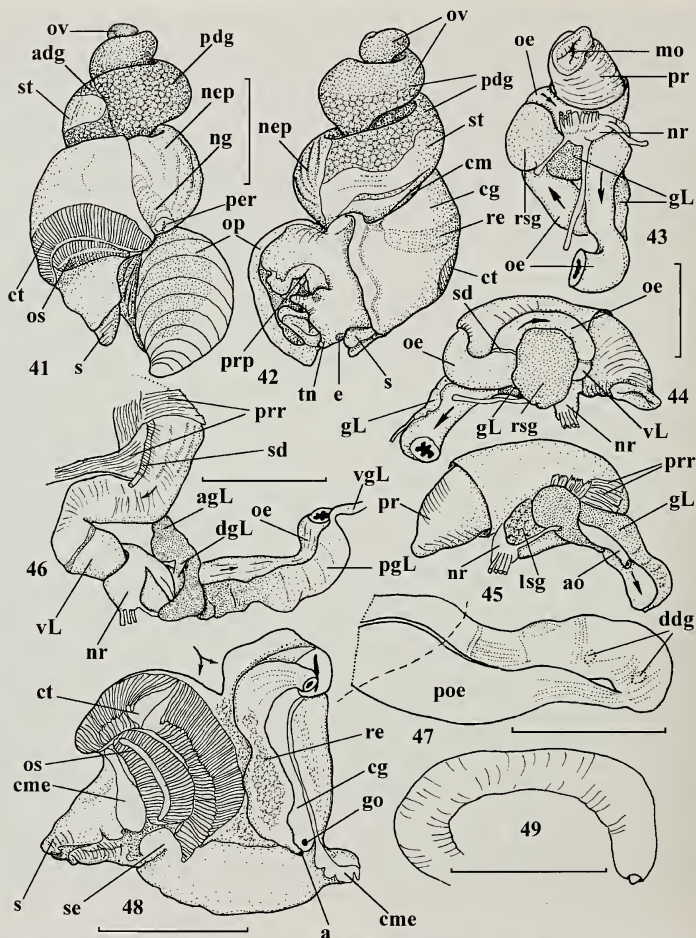 ov
adg
pdg
st
nep
ng
per
op
ct
os
s
41
ov
pdg
nep
st
cm
cg
re
ct
prp
tn
e
s
42
oe
mo
pr
nr
gL
rsg
oe
43
sd
oe
oe
gL
gL
rsg
nr
vL
44
prr
pr
gL
nr
lsg
ao
45
prr
sd
agL
dgL
oe
vgL
pgL
vL
nr
46
ddg
poe
47
ct
os
cme
re
cg
go
s
se
a
cme
48
49